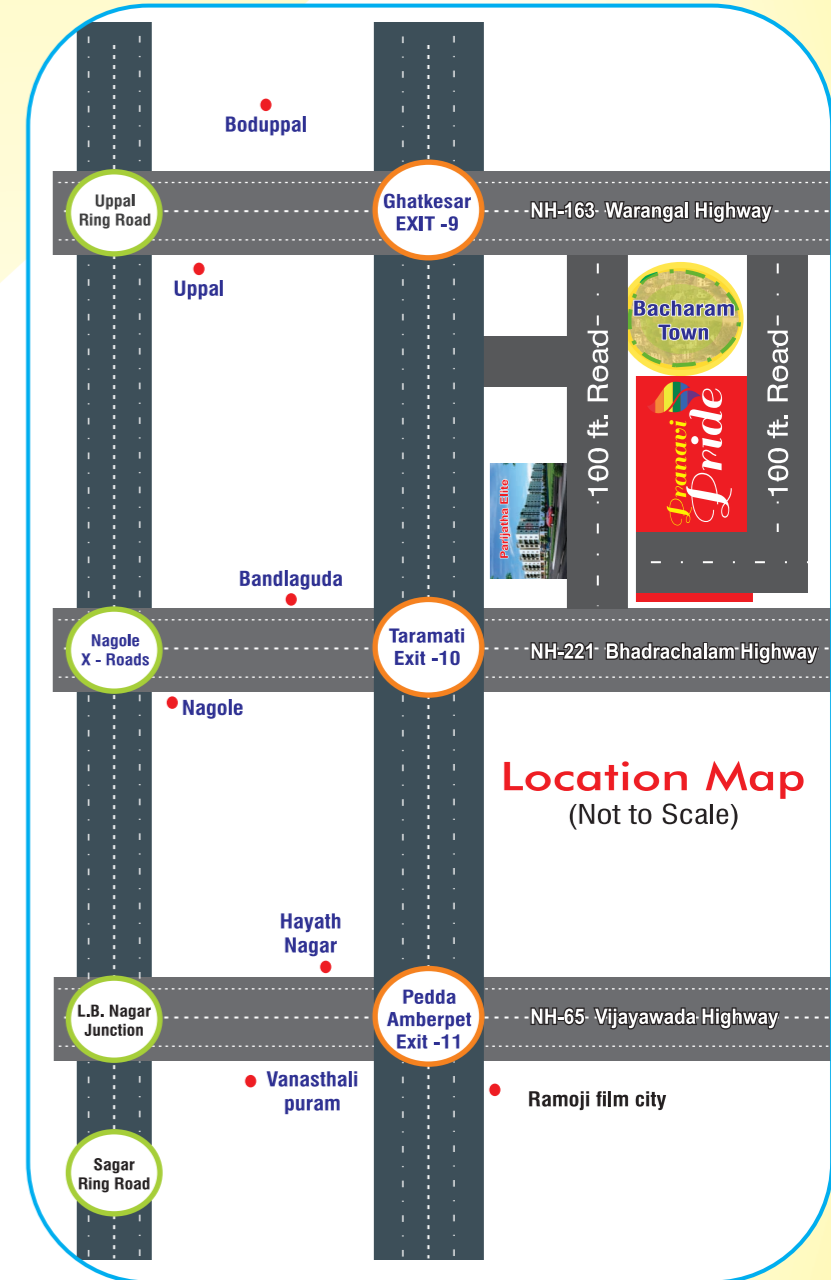 Boduppal
Uppal
Ring Road
Ghatkesar
EXIT -9
NH-163 Warangal Highway
Uppal
Bacharam
Town
100 ft. Road
100 ft. Road
Pranavi
Pride
Parijatha Elite
Bandlaguda
Nagole
X - Roads
Taramati
Exit -10
NH-221 Bhadrachalam Highway
Nagole
Location Map
(Not to Scale)
Hayath
Nagar
L.B. Nagar
Junction
Pedda
Amberpet
Exit -11
NH-65 Vijayawada Highway
Vanasthali
puram
Ramoji film city
Sagar
Ring Road